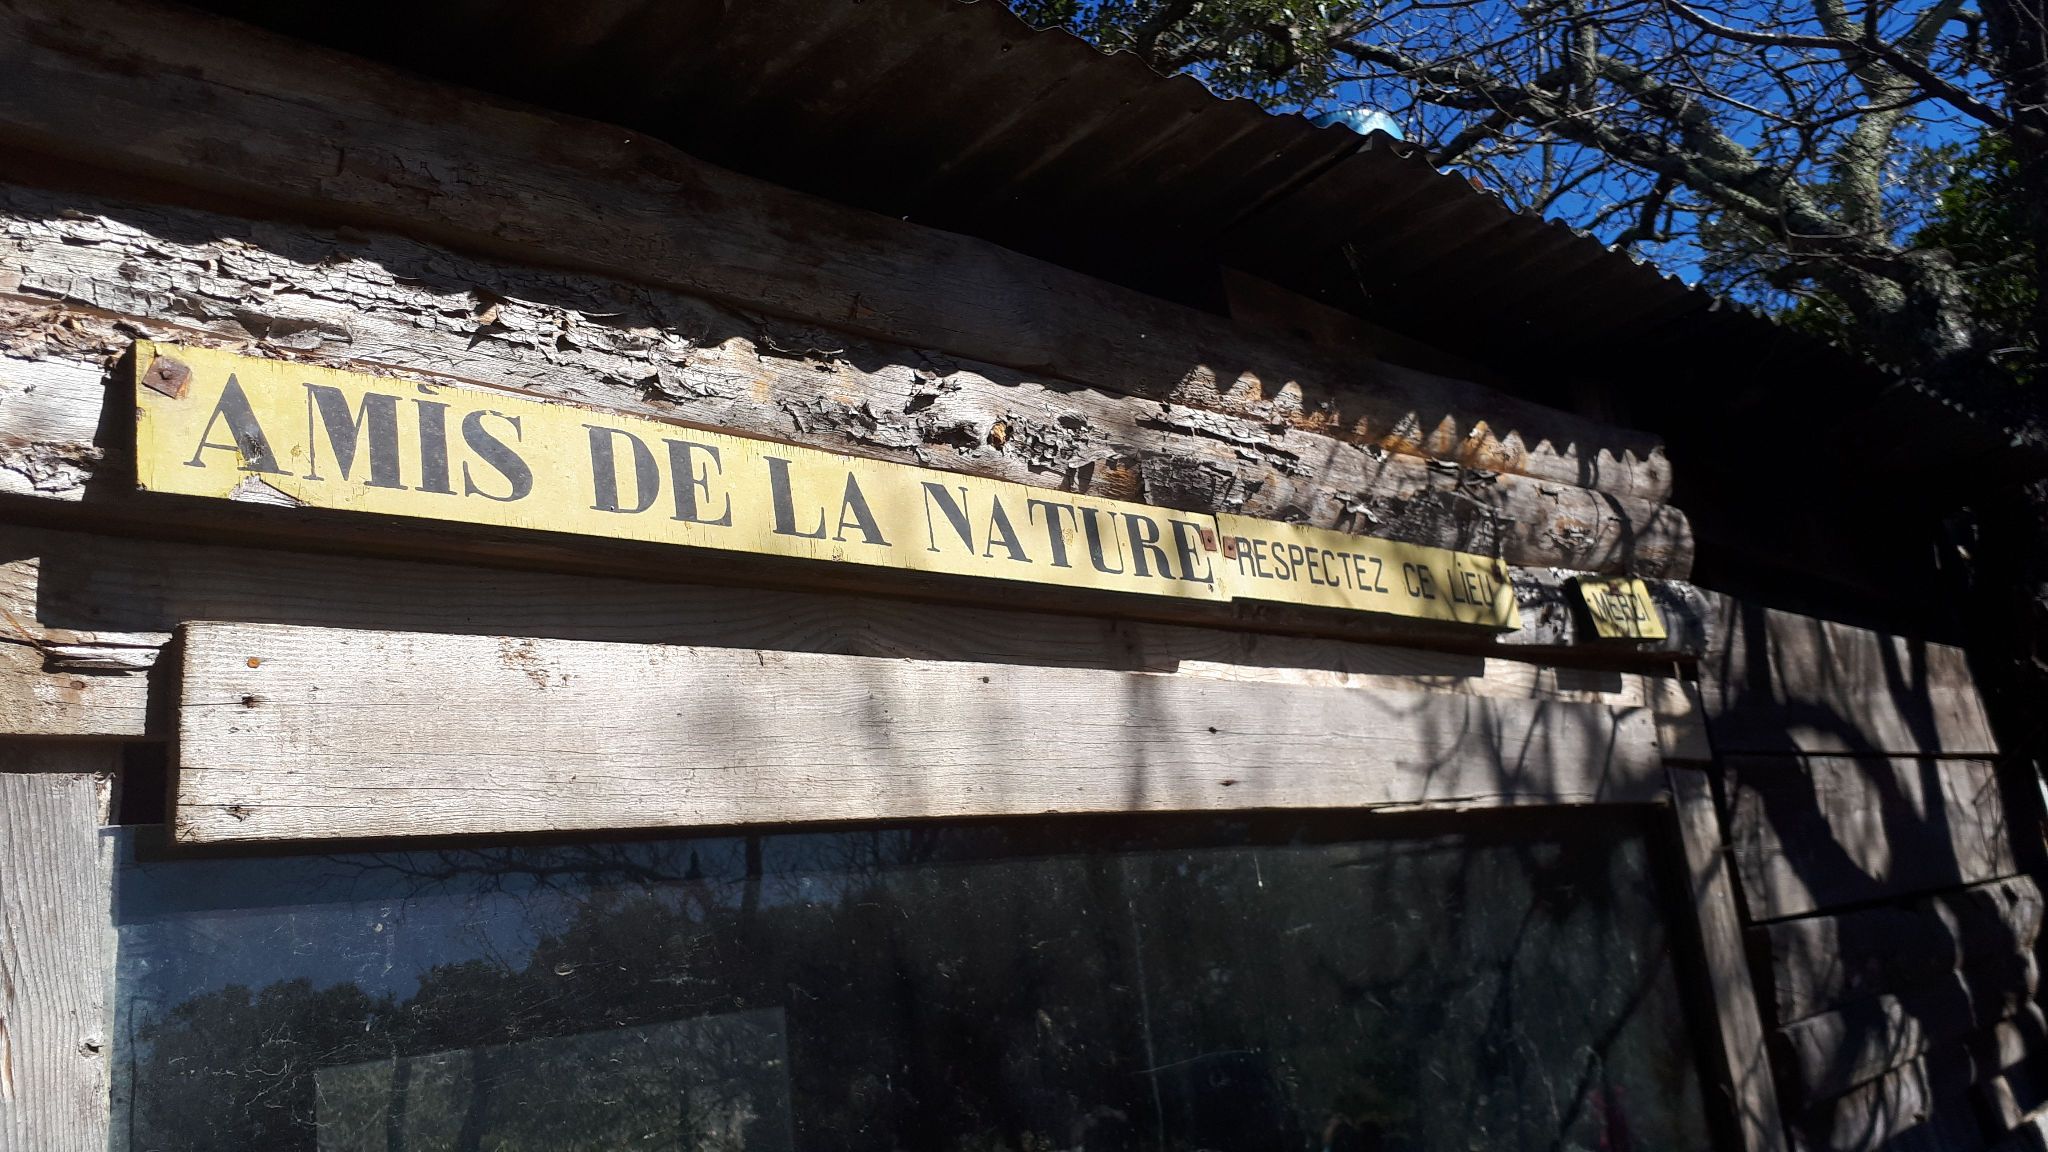 AMIS DE LA NATURE RESPECTEZ CE LIEU MERCI